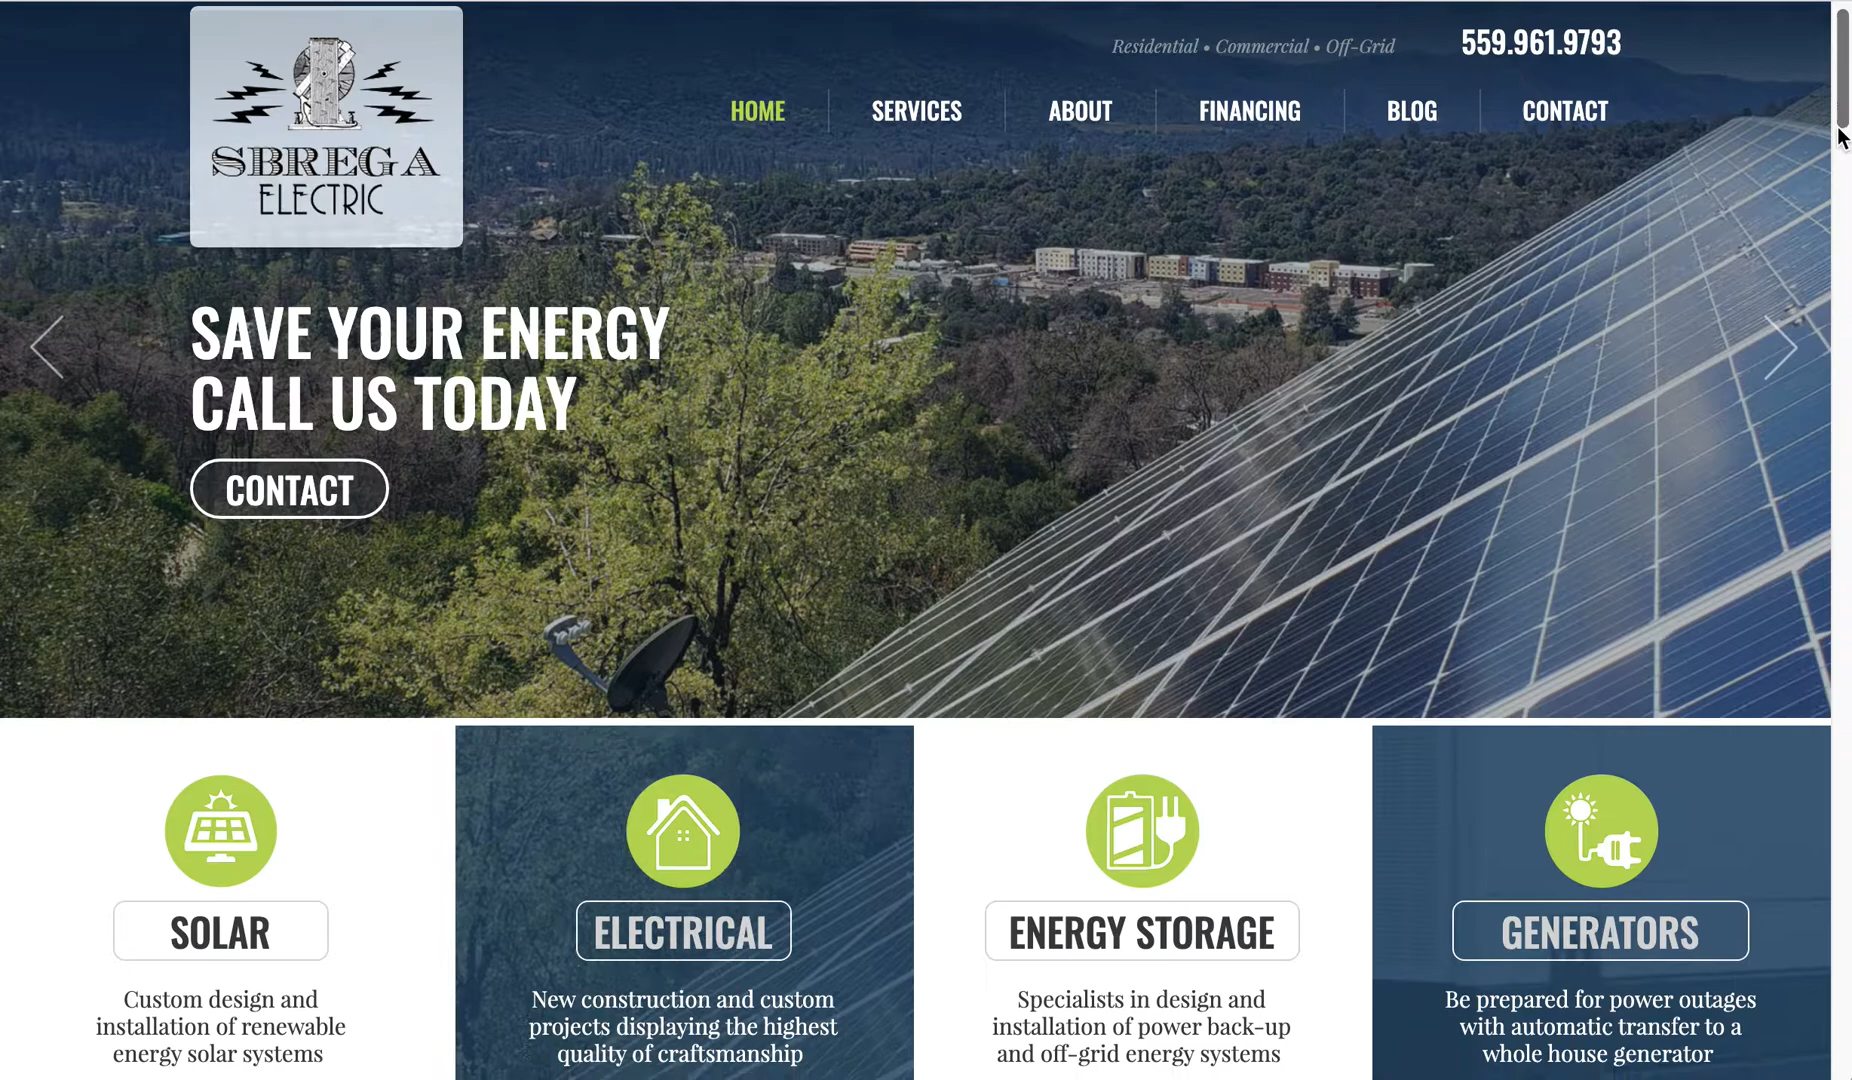 SBREGA
ELECTRIC
Residential • Commercial • Off-Grid
559.961.9793
HOME
SERVICES
ABOUT
FINANCING
BLOG
CONTACT
SAVE YOUR ENERGY
CALL US TODAY
CONTACT
SOLAR
Custom design and
installation of renewable
energy solar systems
ELECTRICAL
New construction and custom
projects displaying the highest
quality of craftsmanship
ENERGY STORAGE
Specialists in design and
installation of power back-up
and off-grid energy systems
GENERATORS
Be prepared for power outages
with automatic transfer to a
whole house generator